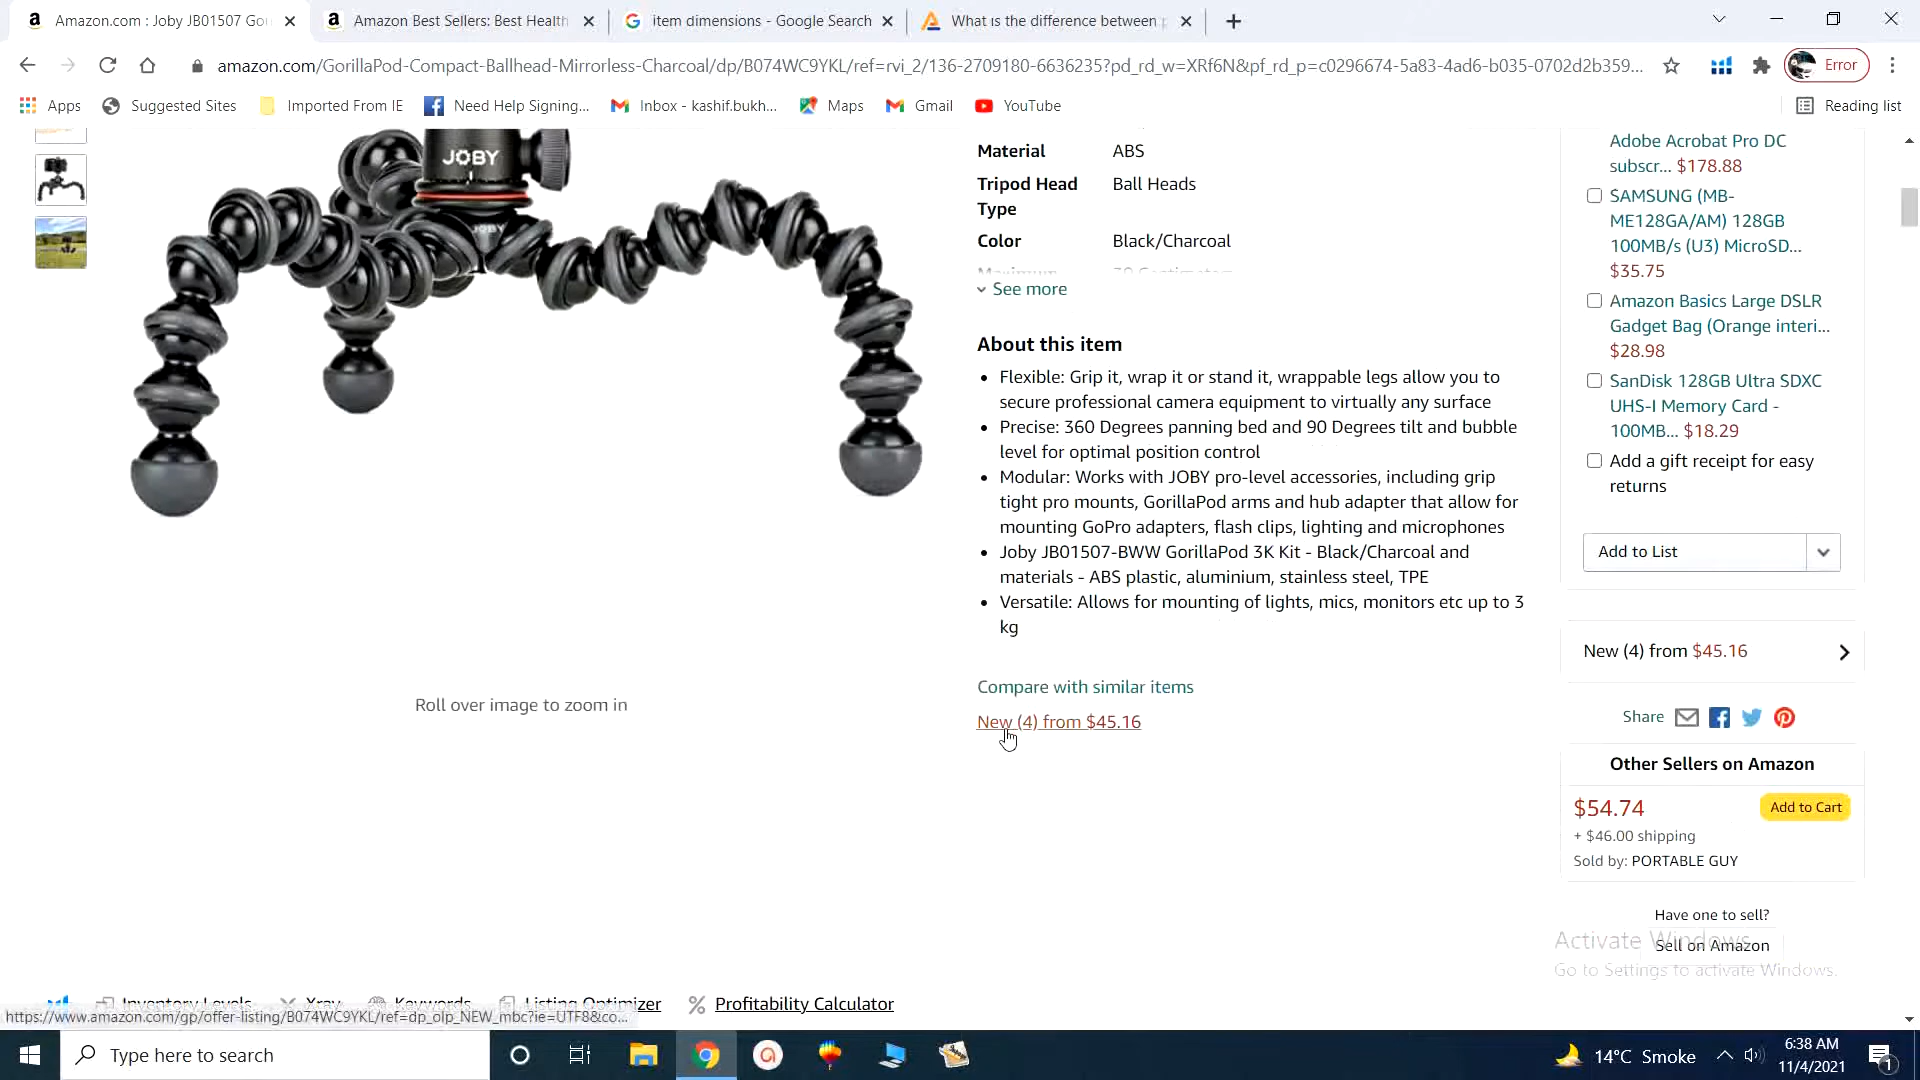 Amazon.com : Joby JB01507 Go
Amazon Best Sellers: Best Health
item dimensions - Google Search
What is the difference between
amazon.com/GorillaPod-Compact-Ballhead-Mirrorless-Charcoal/dp/B074WC9YKL/ref=rvi_2/136-2709180-6636235?pd_rd_w=XRf6N&pf_rd_p=c0296674-5a83-4ad6-b035-0702d2b359...
Error
Apps
Suggested Sites
Imported From IE
Need Help Signing...
Inbox - kashif.bukh...
Maps
Gmail
YouTube
Reading list
JOBY
JOBY
Roll over image to zoom in
Material ABS
Tripod Head Type Ball Heads
Color Black/Charcoal
See more
About this item
• Flexible: Grip it, wrap it or stand it, wrappable legs allow you to
secure professional camera equipment to virtually any surface
• Precise: 360 Degrees panning bed and 90 Degrees tilt and bubble
level for optimal position control
• Modular: Works with JOBY pro-level accessories, including grip
tight pro mounts, GorillaPod arms and hub adapter that allow for
mounting GoPro adapters, flash clips, lighting and microphones
• Joby JB01507-BWW GorillaPod 3K Kit - Black/Charcoal and
materials - ABS plastic, aluminium, stainless steel, TPE
• Versatile: Allows for mounting of lights, mics, monitors etc up to 3
kg
Compare with similar items
New (4) from $45.16
Adobe Acrobat Pro DC
subscr... $178.88
SAMSUNG (MB-
ME128GA/AM) 128GB
100MB/s (U3) MicroSD...
$35.75
Amazon Basics Large DSLR
Gadget Bag (Orange interi...
$28.98
SanDisk 128GB Ultra SDXC
UHS-I Memory Card -
100MB... $18.29
Add a gift receipt for easy
returns
Add to List
New (4) from $45.16
Share
Other Sellers on Amazon
$54.74
Add to Cart
+ $46.00 shipping
Sold by: PORTABLE GUY
Have one to sell?
Sell on Amazon
Activate Windows
Go to Settings to activate Windows.
Inventory Levels
Xray
Keywords
Listing Optimizer
Profitability Calculator
https://www.amazon.com/gp/offer-listing/B074WC9YKL/ref=dp_olp_NEW_mbc?ie=UTF8&co...
Type here to search
14°C Smoke
6:38 AM
11/4/2021
1